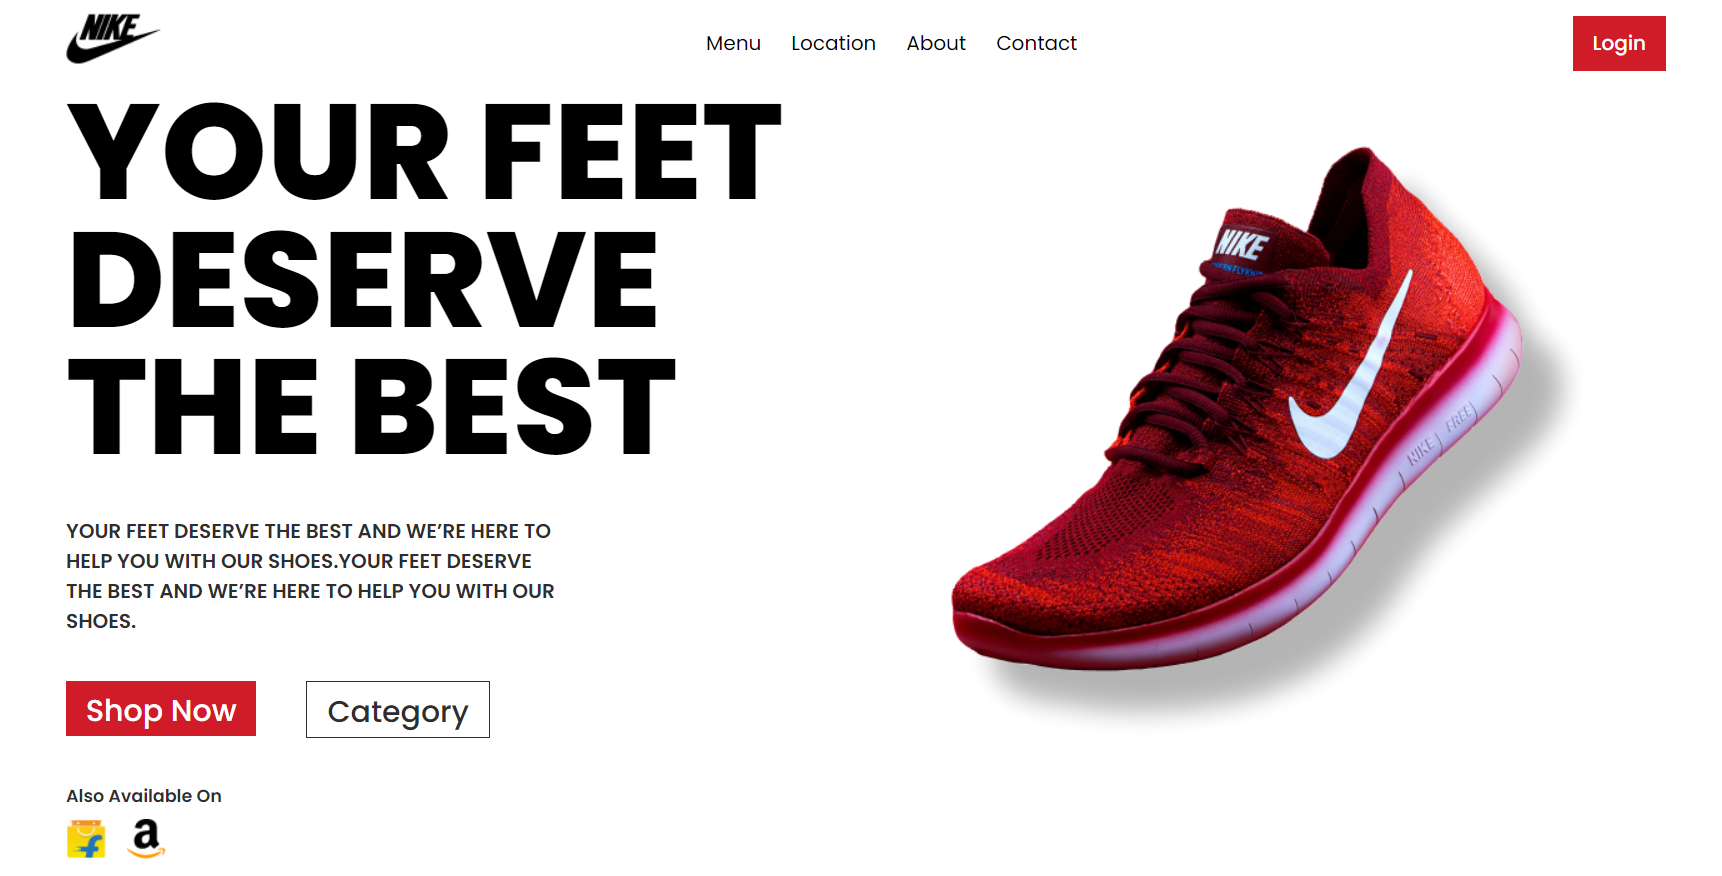 NIKE
Menu Location About Contact
Login
YOUR FEET
DESERVE
THE BEST
YOUR FEET DESERVE THE BEST AND WE’RE HERE TO
HELP YOU WITH OUR SHOES.YOUR FEET DESERVE
THE BEST AND WE’RE HERE TO HELP YOU WITH OUR
SHOES.
Shop Now
Category
Also Available On
a
NIKE
NIKE FREE